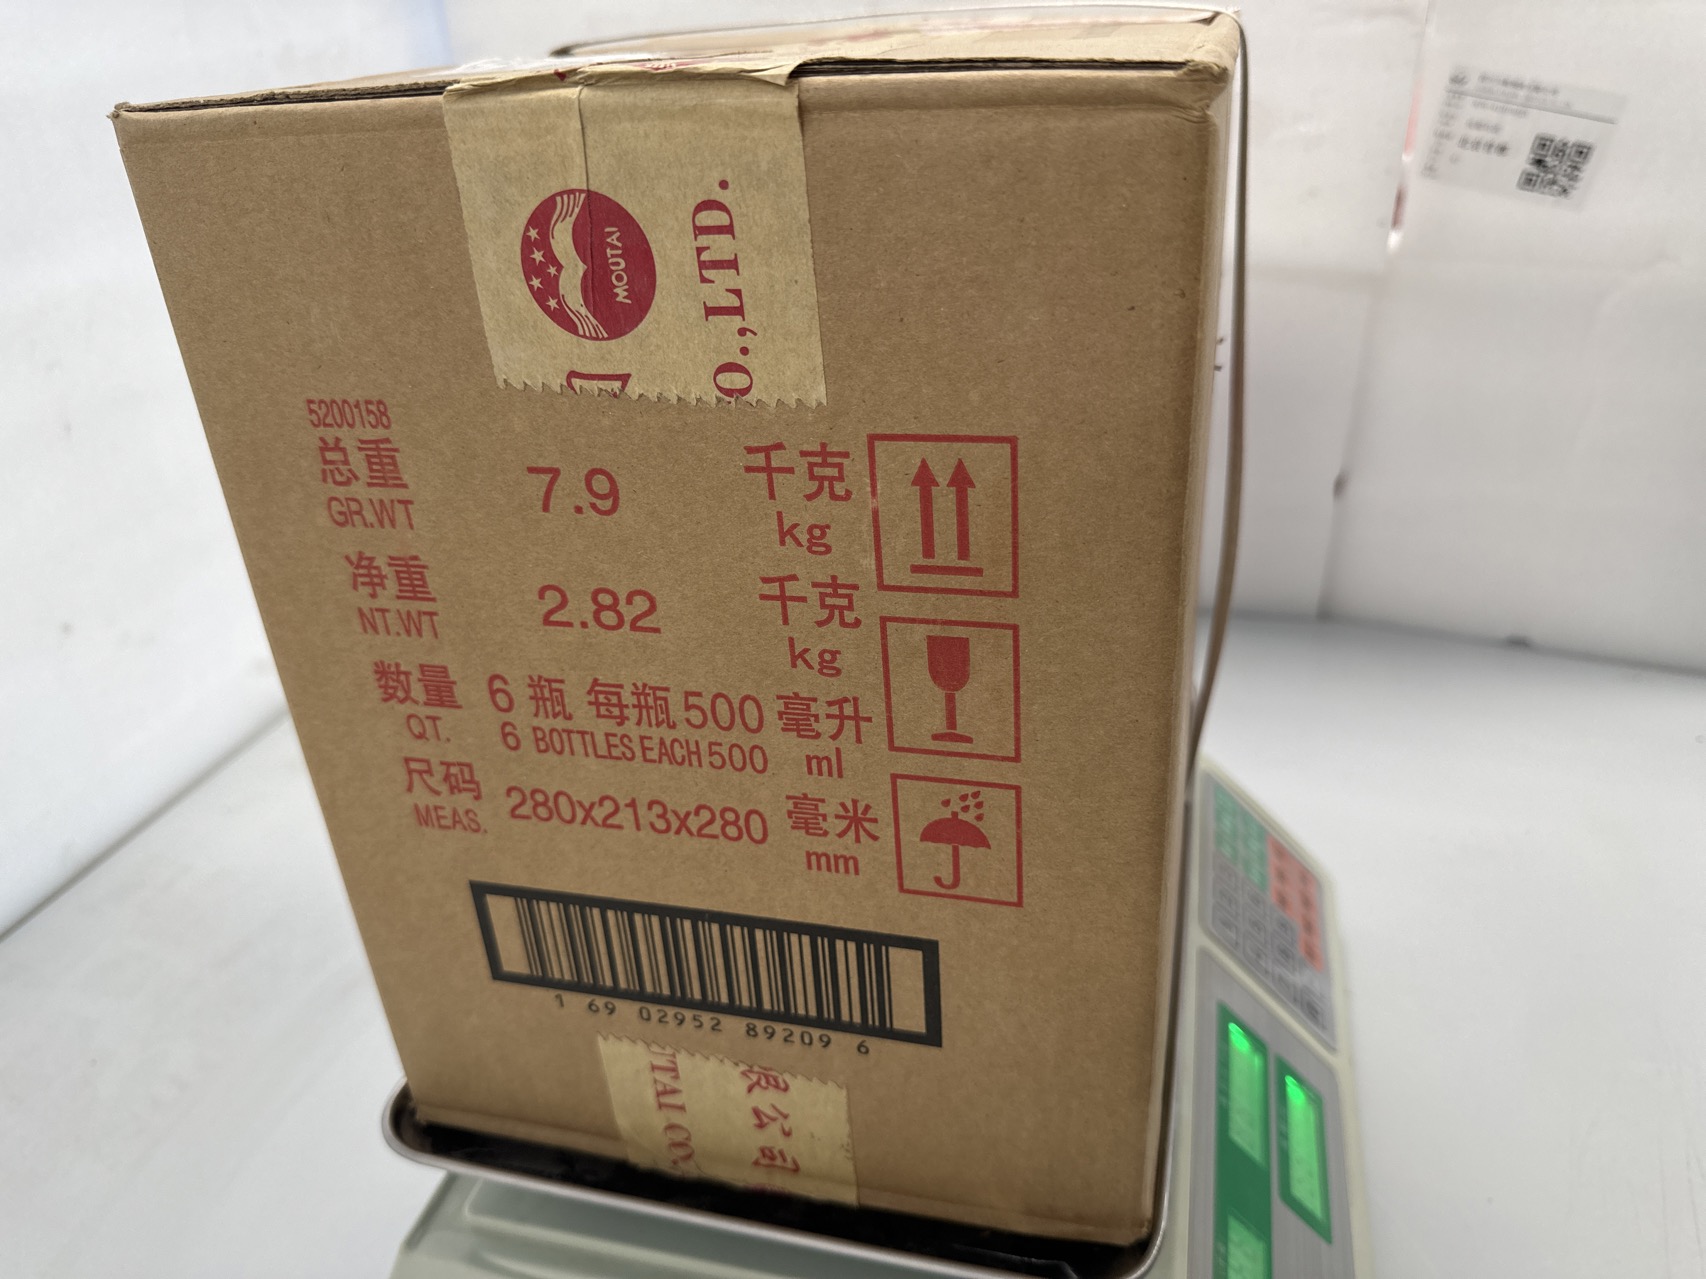 MOUTAI
O.,LTD.
5200158
总重 7.9 千克
GR.WT kg
净重 2.82 千克
NT.WT kg
数量 6 瓶 每瓶 500 毫升
QT. 6 BOTTLES EACH 500 ml
尺码 280x213x280 毫米
MEAS. mm
1 69 02952 89209 6
TAI CO.
限公司